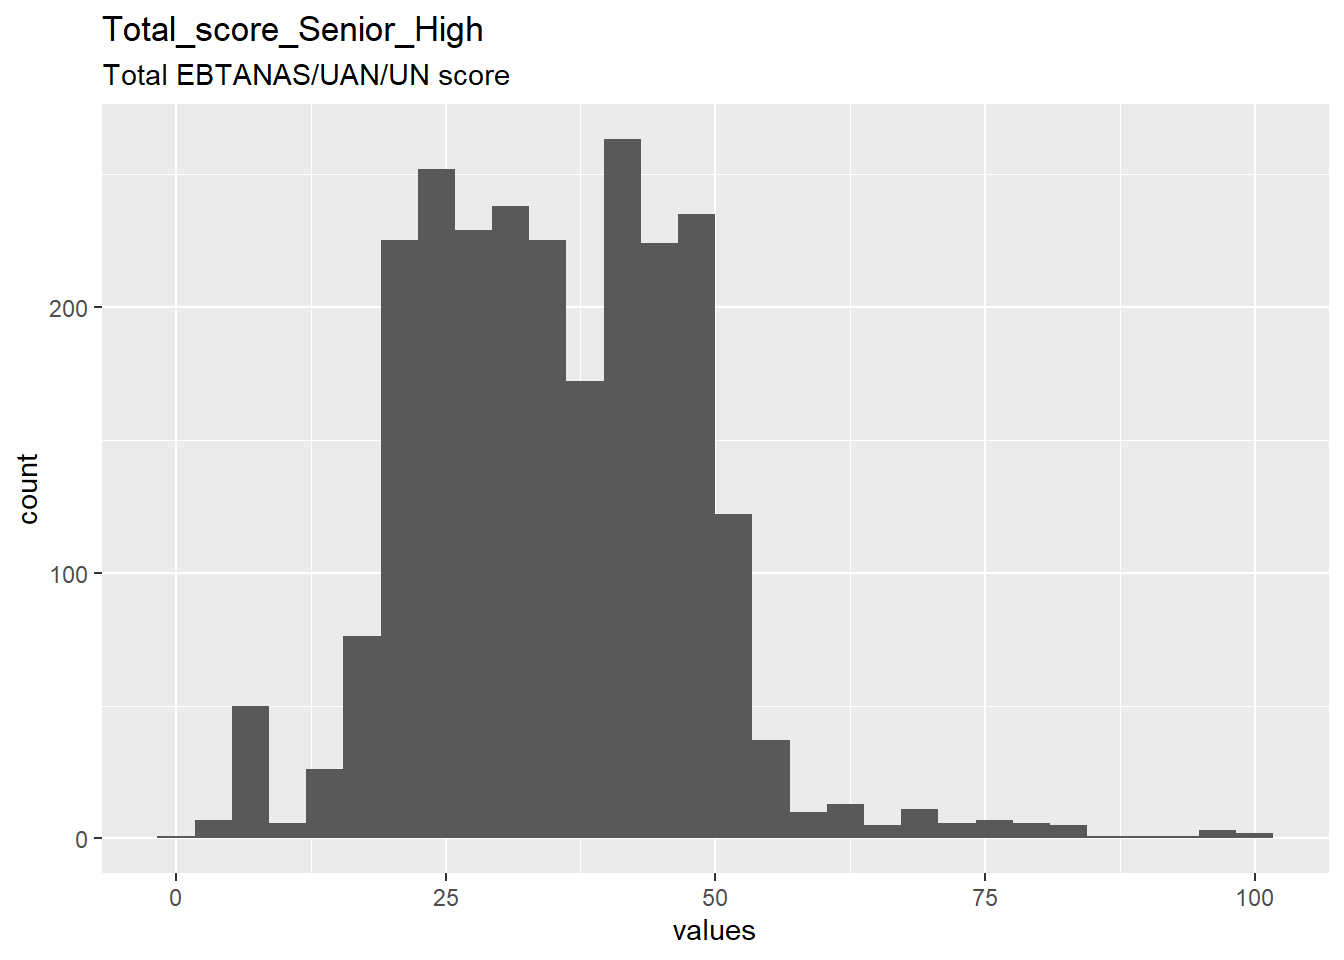 Total_score_Senior_High
Total EBTANAS/UAN/UN score
200
100
0
count
0 25 50 75 100
values